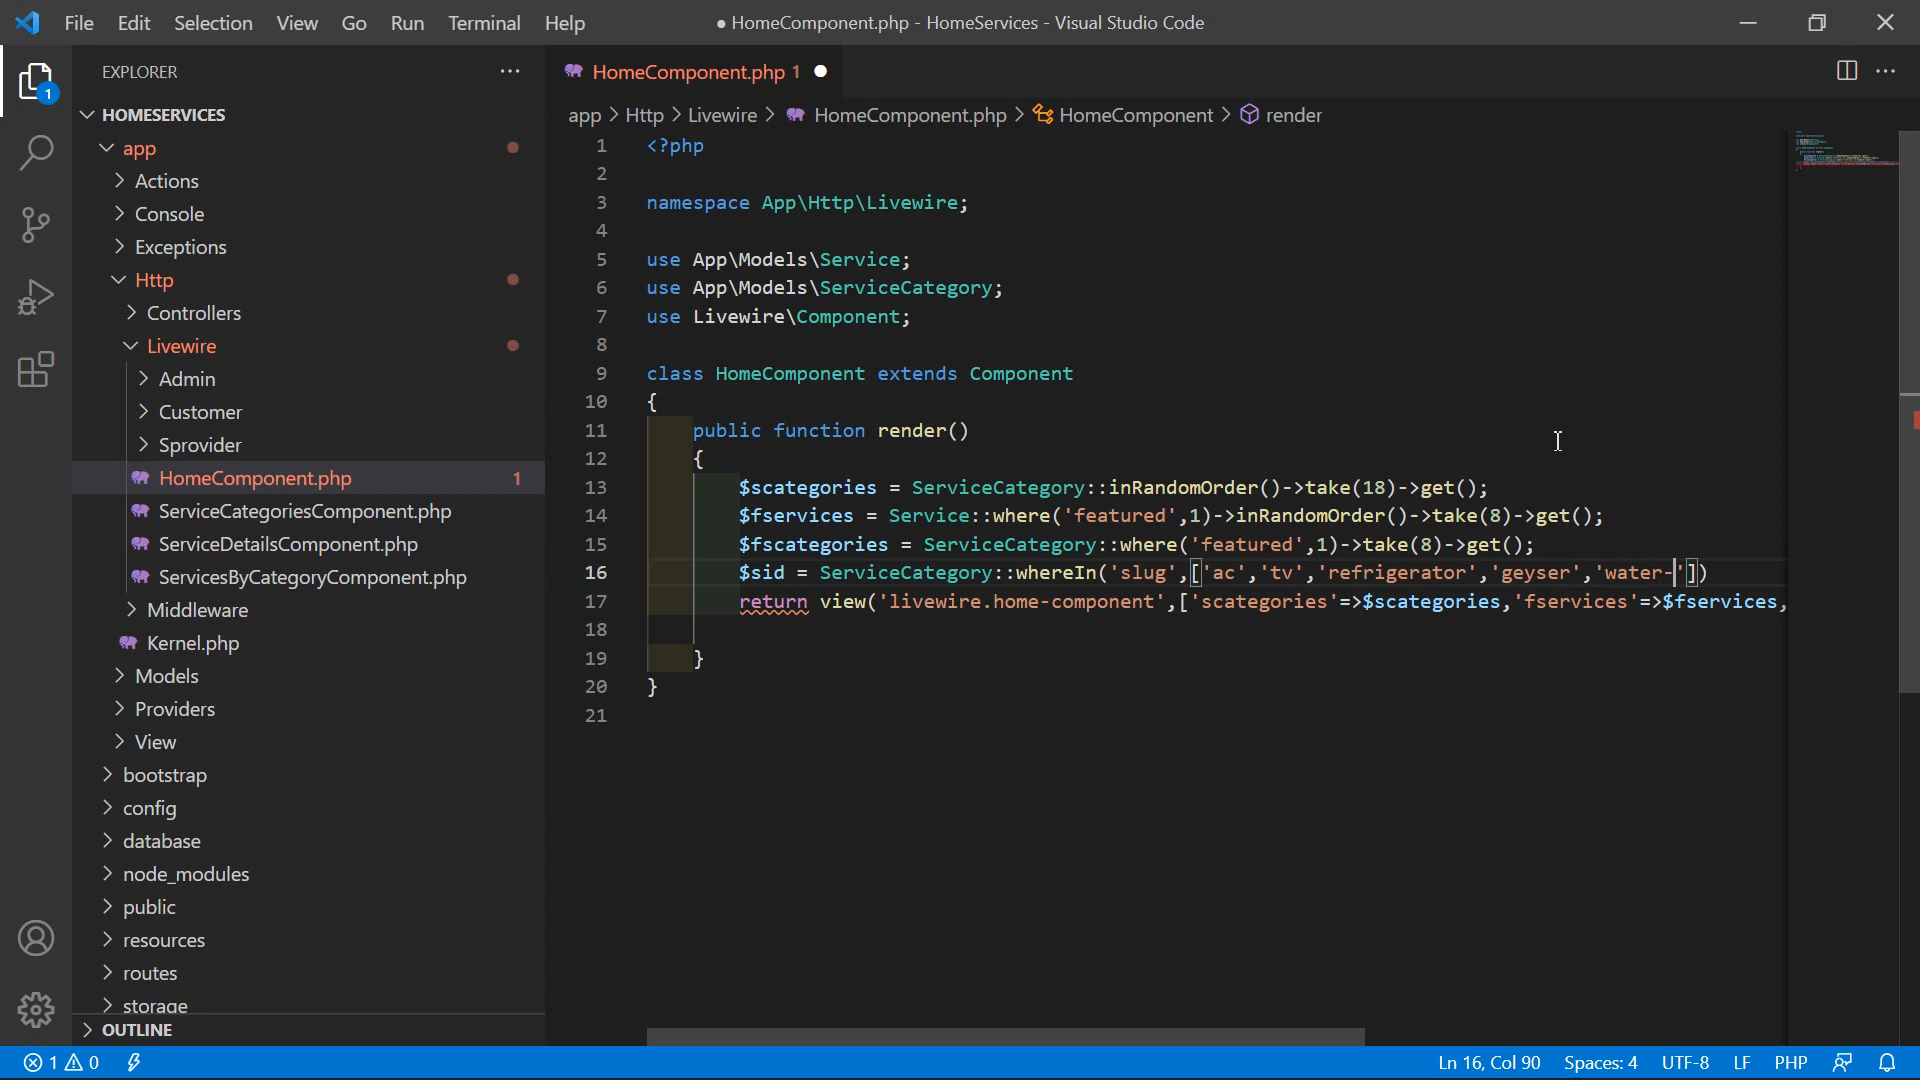 File Edit Selection View Go Run Terminal Help
● HomeComponent.php - HomeServices - Visual Studio Code
EXPLORER
HomeComponent.php 1
HOMESERVICES
app > Http > Livewire > HomeComponent.php > HomeComponent > render
1
app
Actions
Console
Exceptions
Http
Controllers
Livewire
Admin
Customer
Sprovider
HomeComponent.php 1
ServiceCategoriesComponent.php
ServiceDetailsComponent.php
ServicesByCategoryComponent.php
Middleware
Kernel.php
Models
Providers
View
bootstrap
config
database
node_modules
public
resources
routes
storage
OUTLINE
1 <?php
2
3 namespace App\Http\Livewire;
4
5 use App\Models\Service;
6 use App\Models\ServiceCategory;
7 use Livewire\Component;
8
9 class HomeComponent extends Component
10 {
11 public function render()
12 {
13 $scategories = ServiceCategory::inRandomOrder()->take(18)->get();
14 $fservices = Service::where('featured',1)->inRandomOrder()->take(8)->get();
15 $fscategories = ServiceCategory::where('featured',1)->take(8)->get();
16 $sid = ServiceCategory::whereIn('slug',['ac','tv','refrigerator','geyser','water-'])
17 return view('livewire.home-component',['scategories'=>$scategories,'fservices'=>$fservices,
18
19 }
20 }
21
1 0
Ln 16, Col 90 Spaces: 4 UTF-8 LF PHP